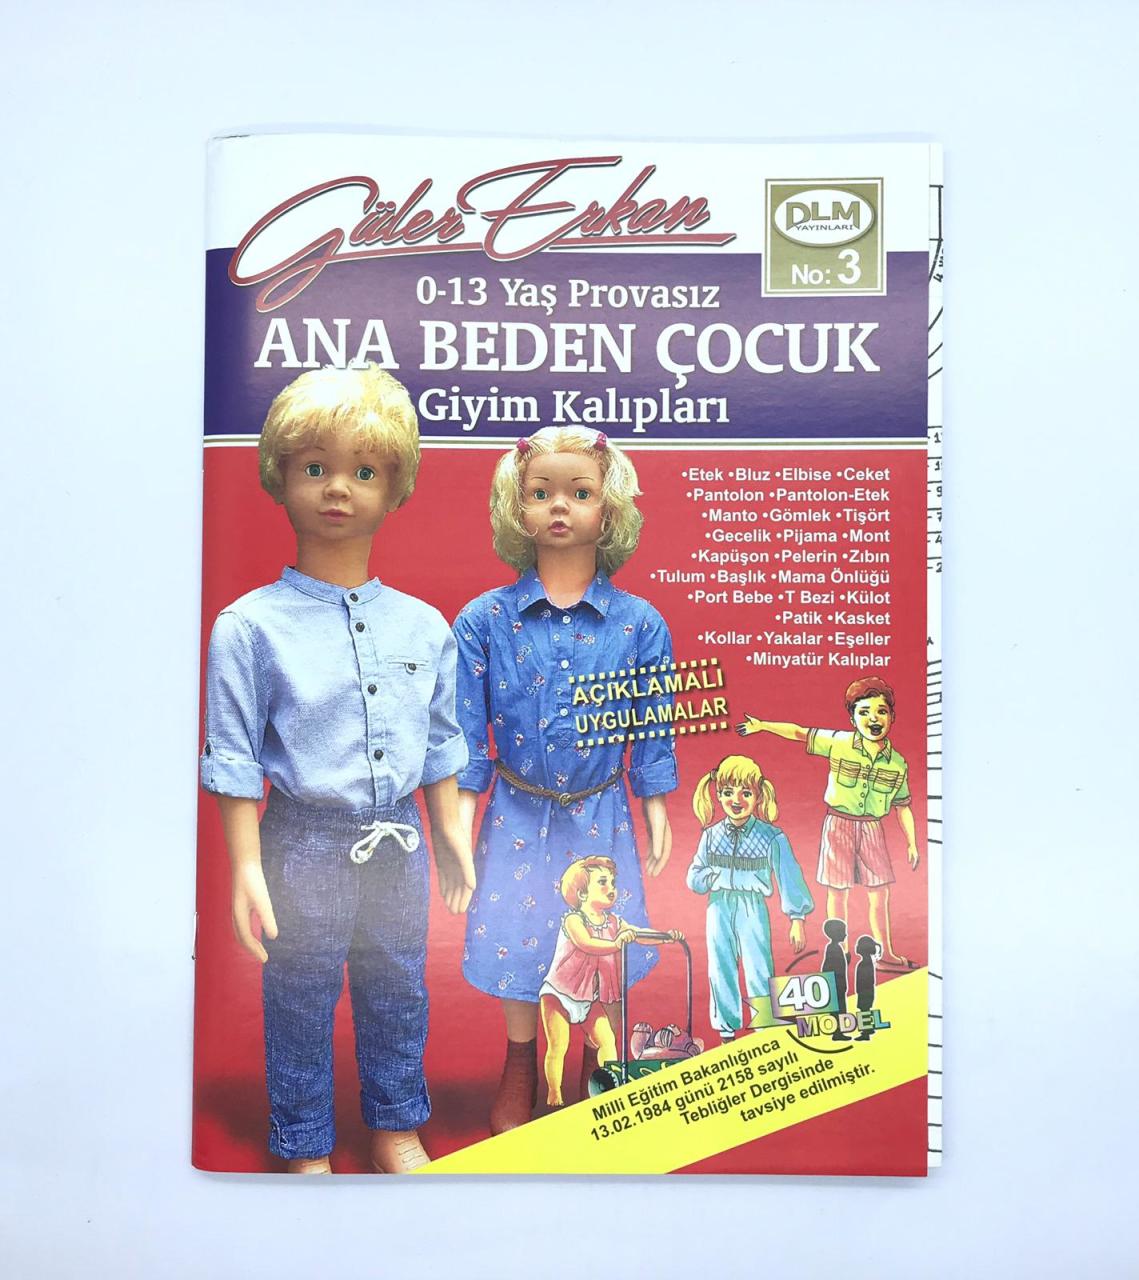 Güler Erkan
DLM
YAYINLARI
No: 3
0-13 Yaş Provasız
ANA BEDEN ÇOCUK
Giyim Kalıpları
•Etek •Bluz •Elbise •Ceket
•Pantolon •Pantolon-Etek
•Manto •Gömlek •Tişört
•Gecelik •Pijama •Mont
•Kapüşon •Pelerin •Zıbın
•Tulum •Başlık •Mama Önlüğü
•Port Bebe •T Bezi •Külot
•Patik •Kasket
•Kollar •Yakalar •Eşeller
•Minyatür Kalıplar
AÇIKLAMALI
UYGULAMALAR
40
MODEL
Milli Eğitim Bakanlığınca
13.02.1984 günü 2158 sayılı
Tebliğler Dergisinde
tavsiye edilmiştir.